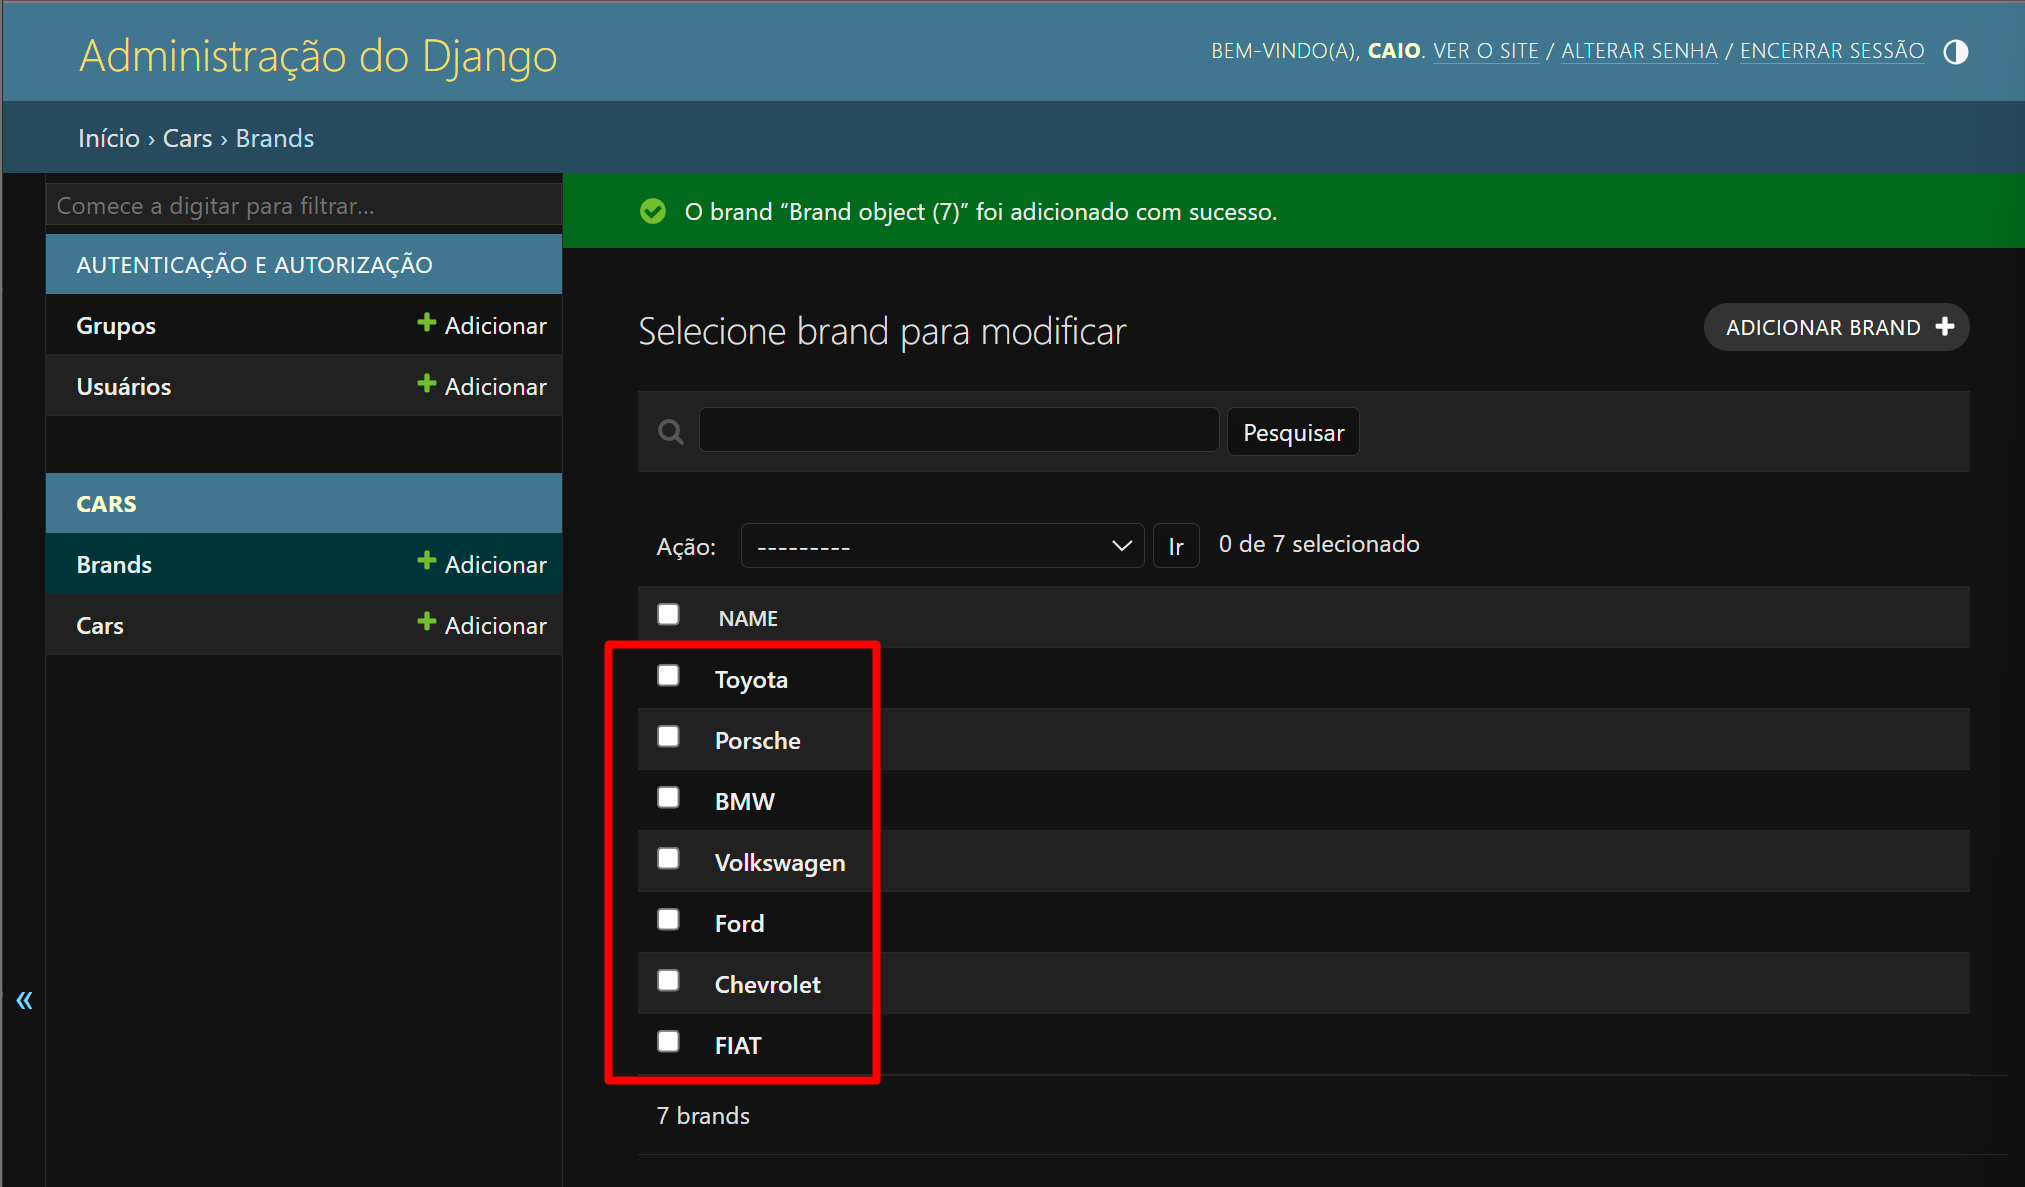 Administração do Django
BEM-VINDO(A), CAIO. VER O SITE / ALTERAR SENHA / ENCERRAR SESSÃO
Início › Cars › Brands
Comece a digitar para filtrar...
AUTENTICAÇÃO E AUTORIZAÇÃO
Grupos
Adicionar
Usuários
Adicionar
CARS
Brands
Adicionar
Cars
Adicionar
«
O brand “Brand object (7)” foi adicionado com sucesso.
Selecione brand para modificar
ADICIONAR BRAND
Pesquisar
Ação: --------- Ir 0 de 7 selecionado
NAME
Toyota
Porsche
BMW
Volkswagen
Ford
Chevrolet
FIAT
7 brands